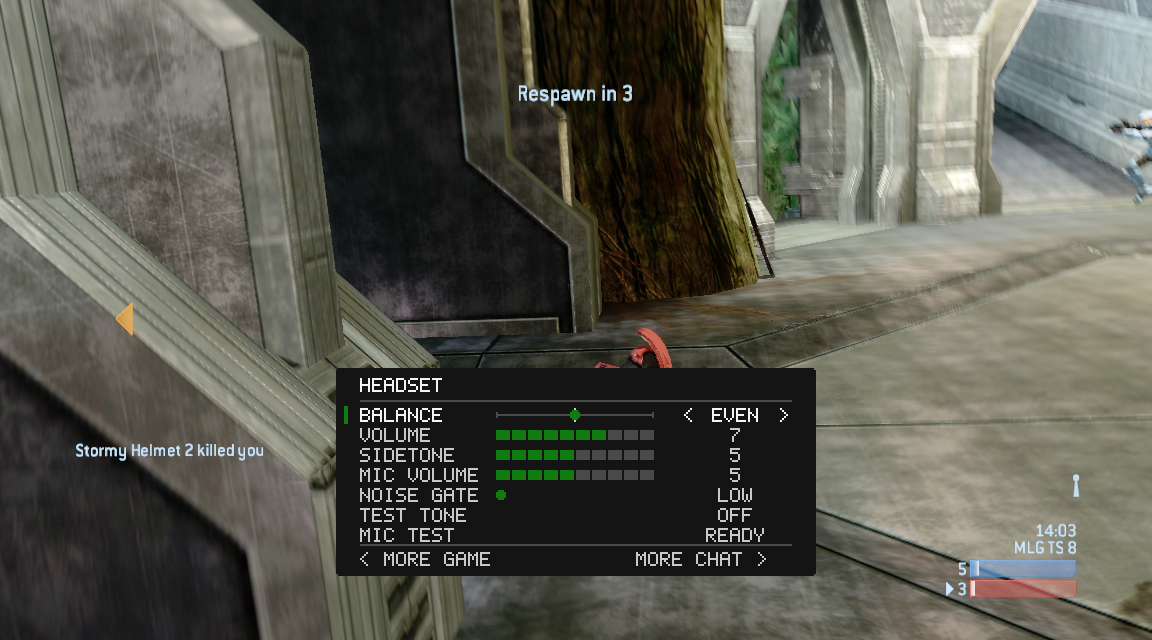 Respawn in 3
HEADSET
BALANCE < EVEN >
VOLUME 7
SIDETONE 5
MIC VOLUME 5
NOISE GATE LOW
TEST TONE OFF
MIC TEST READY
< MORE GAME MORE CHAT >
Stormy Helmet 2 killed you
14:03
MLG TS 8
5
3